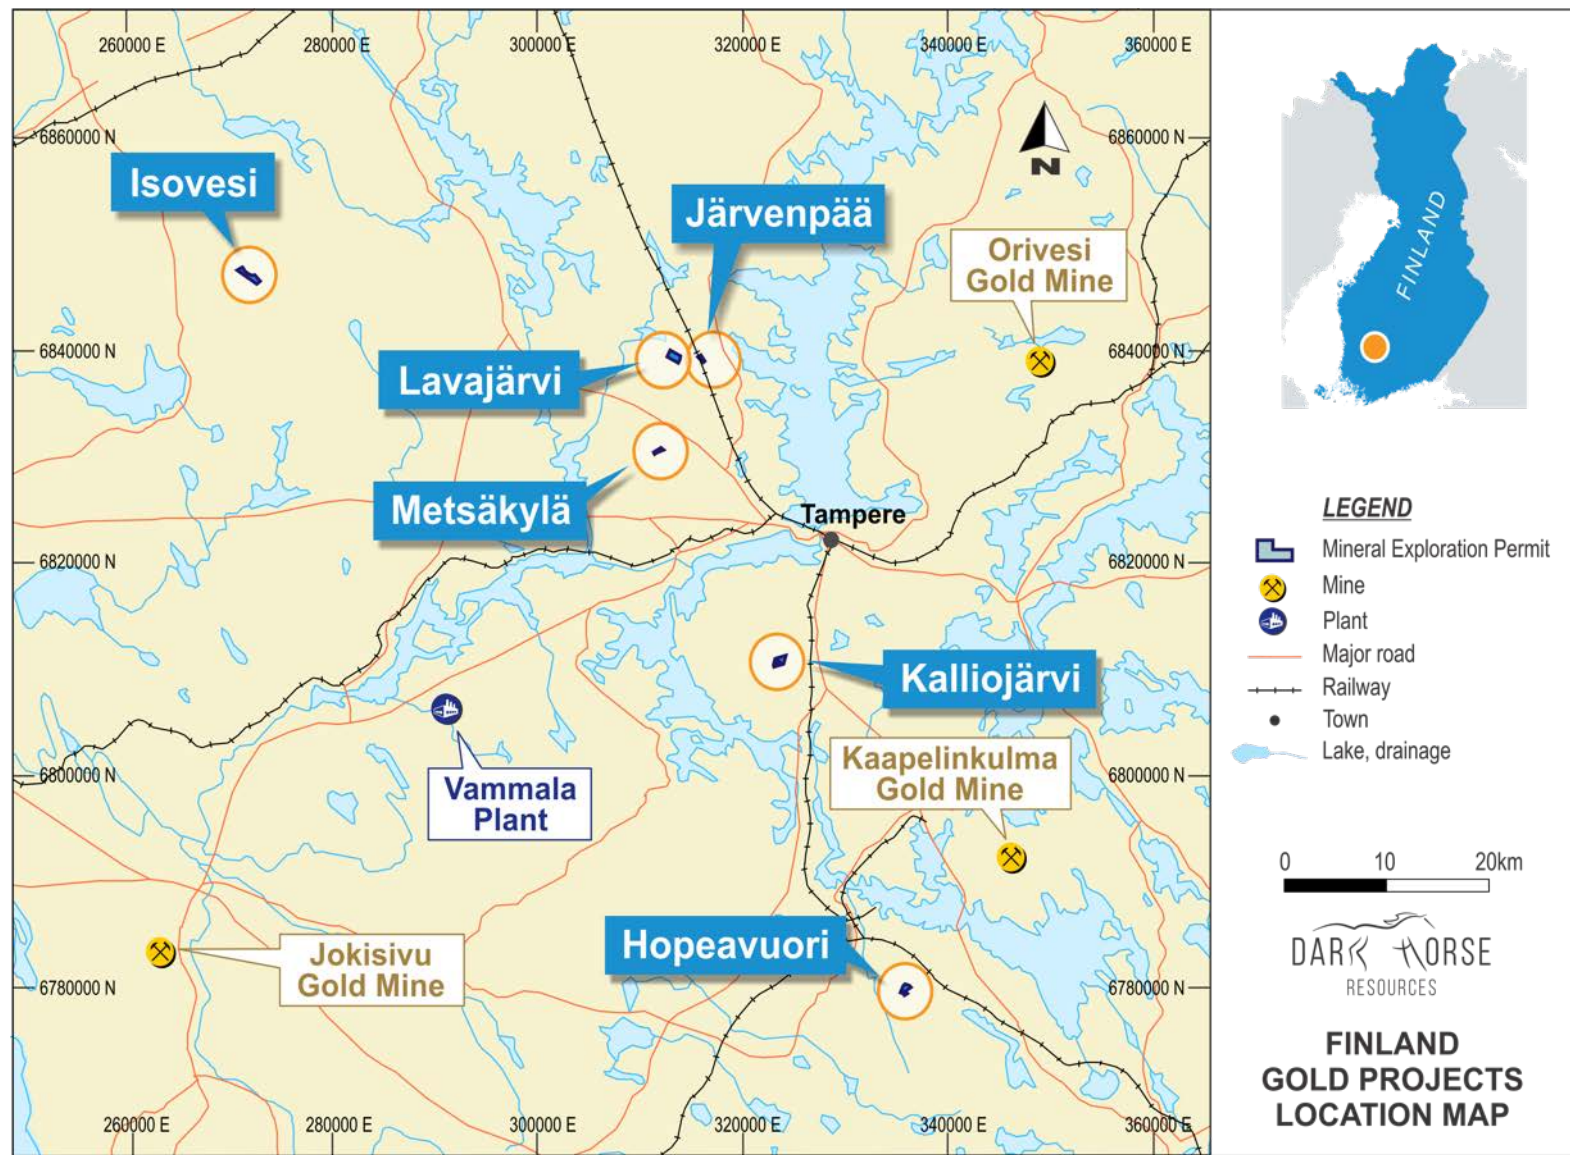 260000 E
280000 E
300000 E
320000 E
340000 E
360000 E
6860000 N
6860000 N
N
Isovesi
Järvenpää
Orivesi
Gold Mine
6840000 N
6840000 N
Lavajärvi
Metsäkylä
Tampere
6820000 N
6820000 N
Kalliojärvi
Kaapelinkulma
Gold Mine
6800000 N
6800000 N
Vammala
Plant
Hopeavuori
Jokisivu
Gold Mine
6780000 N
6780000 N
260000 E
280000 E
300000 E
320000 E
340000 E
360000 E
FINLAND
LEGEND
Mineral Exploration Permit
Mine
Plant
Major road
Railway
Town
Lake, drainage
0
10
20km
DARK HORSE
RESOURCES
FINLAND
GOLD PROJECTS
LOCATION MAP